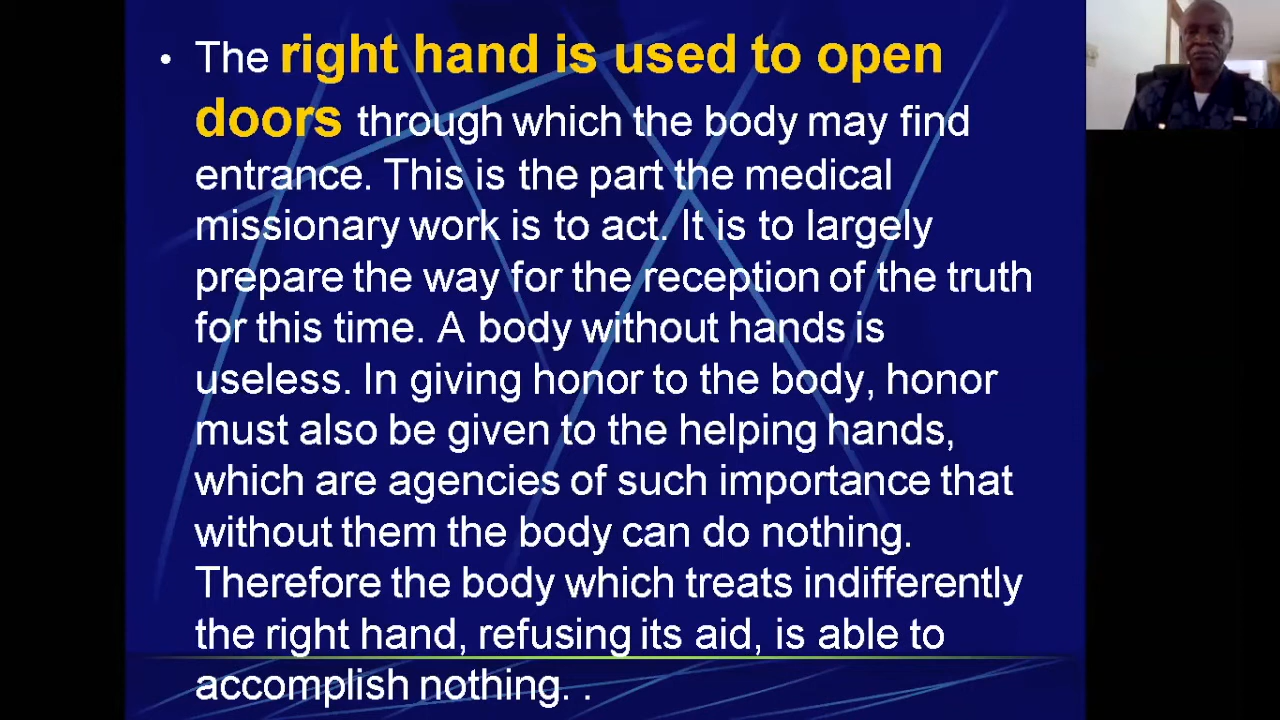 • The right hand is used to open
doors through which the body may find
entrance. This is the part the medical
missionary work is to act. It is to largely
prepare the way for the reception of the truth
for this time. A body without hands is
useless. In giving honor to the body, honor
must also be given to the helping hands,
which are agencies of such importance that
without them the body can do nothing.
Therefore the body which treats indifferently
the right hand, refusing its aid, is able to
accomplish nothing. .